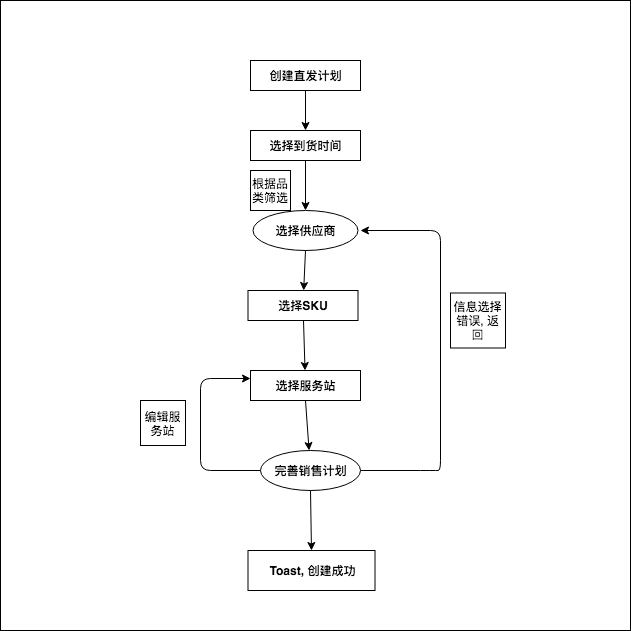 创建直发计划
选择到货时间
根据品
类筛选
选择供应商
选择SKU
信息选择
错误, 返
回
选择服务站
编辑服
务站
完善销售计划
Toast, 创建成功